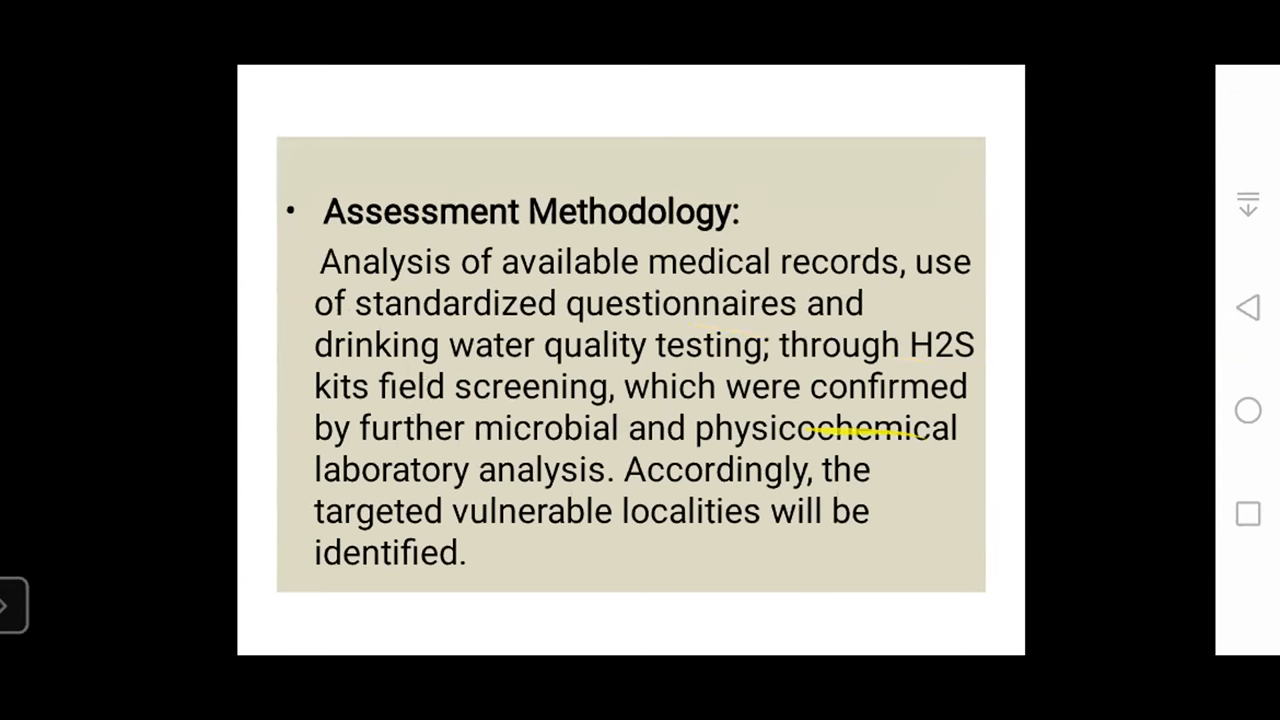 • Assessment Methodology:
Analysis of available medical records, use
of standardized questionnaires and
drinking water quality testing; through H2S
kits field screening, which were confirmed
by further microbial and physicochemical
laboratory analysis. Accordingly, the
targeted vulnerable localities will be
identified.